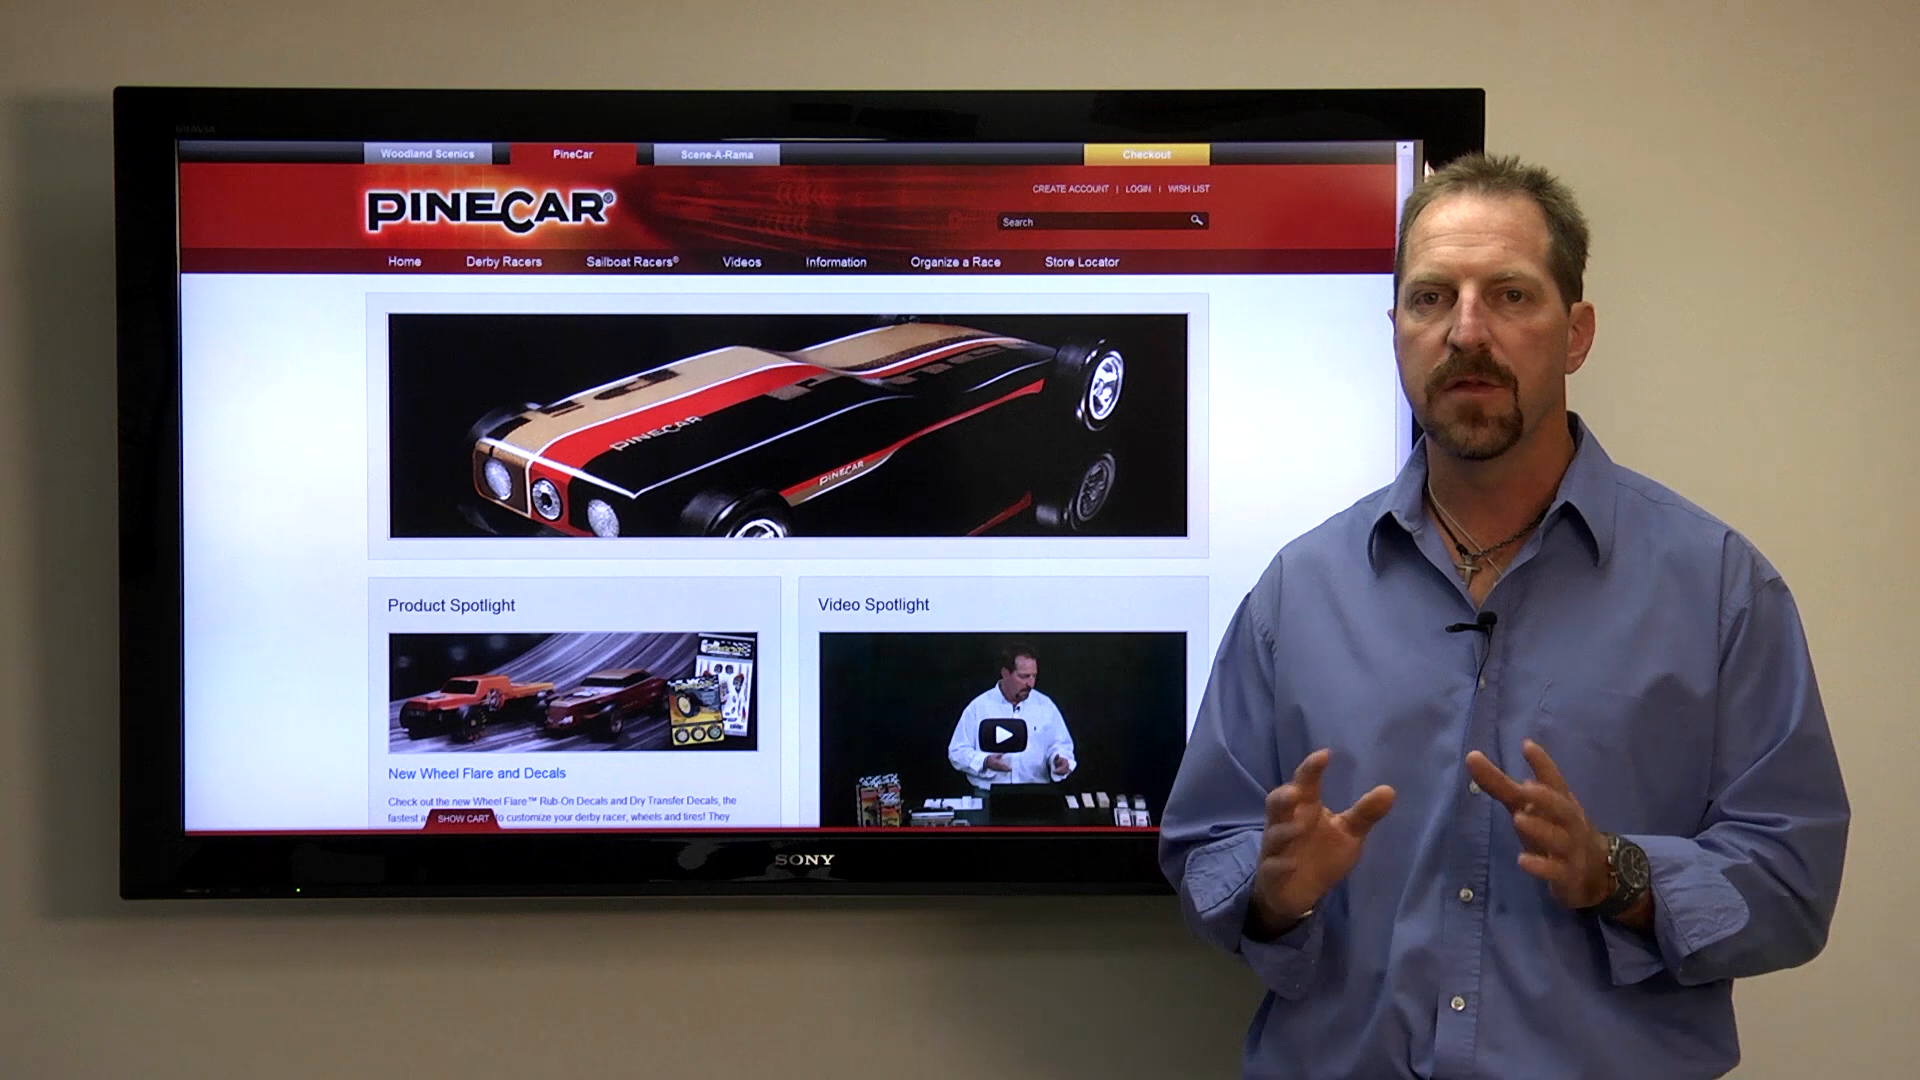 BRAVIA
Woodland Scenics
PineCar
Scene-A-Rama
Checkout
PINECAR®
CREATE ACCOUNT | LOGIN | WISH LIST
Search
Home
Derby Racers
Sailboat Racers®
Videos
Information
Organize a Race
Store Locator
PINECAR
PINECAR
Product Spotlight
Video Spotlight
New Wheel Flare and Decals
Check out the new Wheel Flare™ Rub-On Decals and Dry Transfer Decals, the
fastest
SHOW CART
to customize your derby racer, wheels and tires! They
SONY